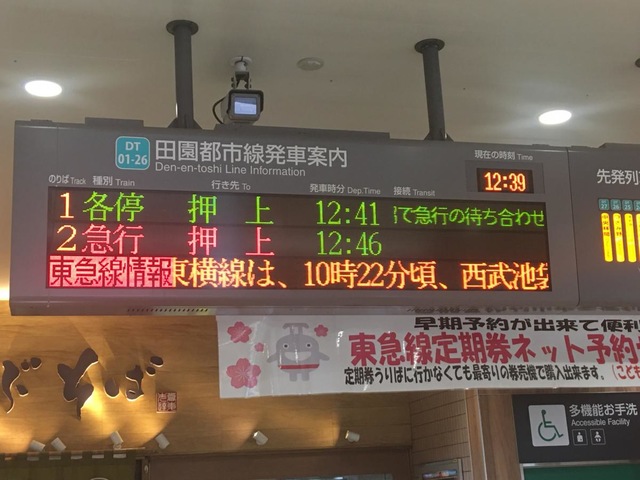 DT
01-26
田園都市線発車案内
Den-en-toshi Line Information
現在の時刻 Time
12:39
のりば Track 種別 Train 行き先 To 発車時分 Dep.Time 接続 Transit
1 各停 押上 12:41 で急行の待ち合わせ
2 急行 押上 12:46
東急線情報 東横線は、10時22分頃、西武池袋
先発列
早期予約が出来て便利
東急線定期券ネット予約
定期券うりばに行かなくても最寄りの券売機で購入出来ます。(こども
そば
多機能お手洗
Accessible Facility